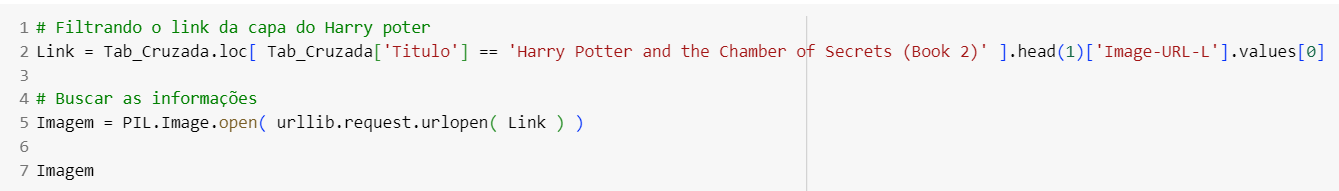 1 # Filtrando o link da capa do Harry poter
2 Link = Tab_Cruzada.loc[ Tab_Cruzada['Titulo'] == 'Harry Potter and the Chamber of Secrets (Book 2)' ].head(1)['Image-URL-L'].values[0]
3
4 # Buscar as informações
5 Imagem = PIL.Image.open( urllib.request.urlopen( Link ) )
6
7 Imagem